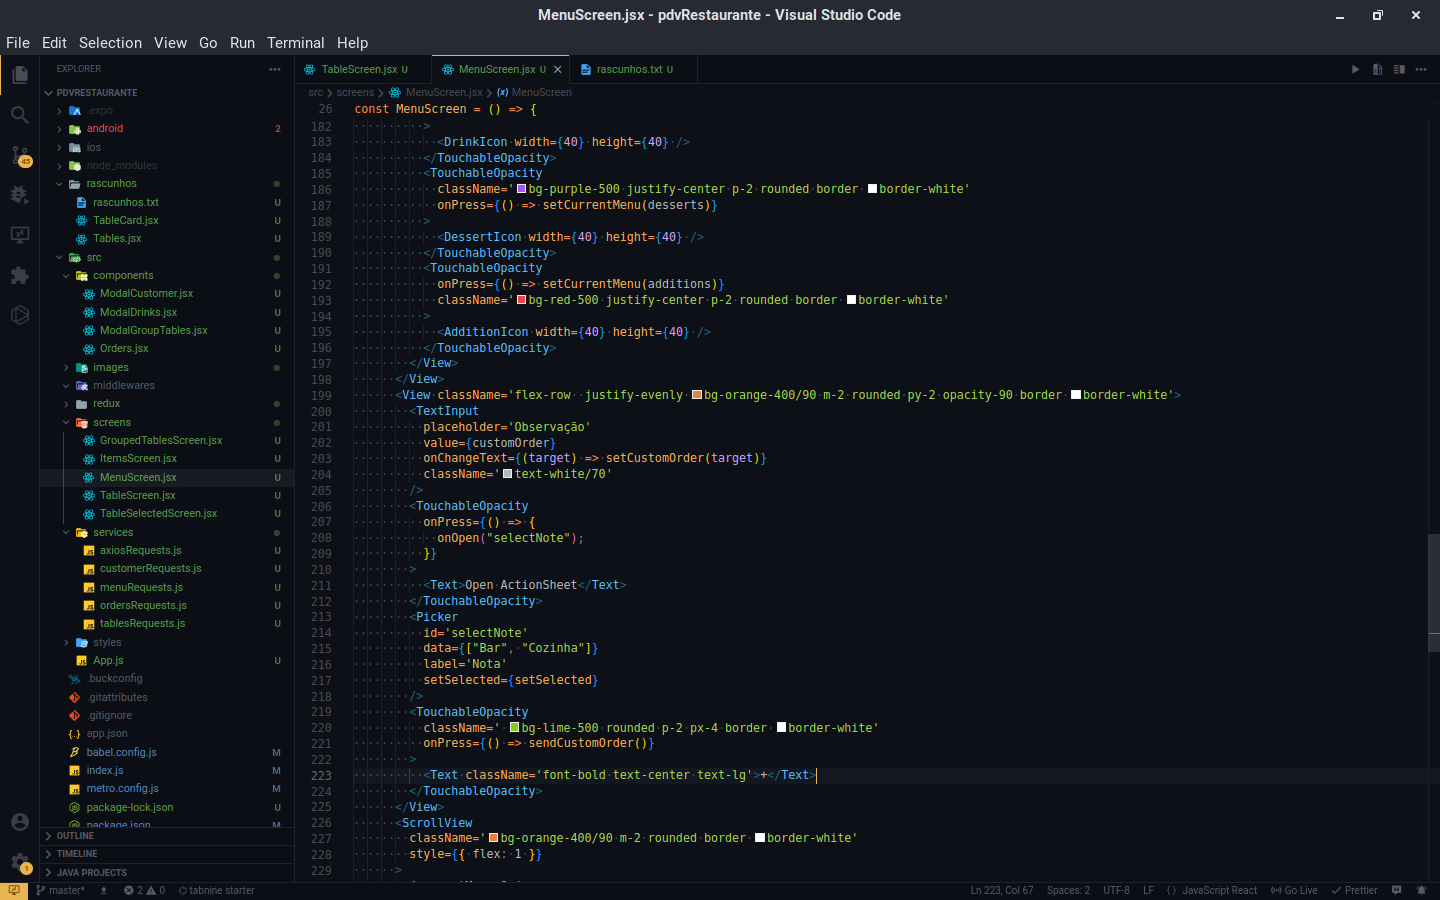 MenuScreen.jsx - pdvRestaurante - Visual Studio Code
File Edit Selection View Go Run Terminal Help
EXPLORER
TableScreen.jsx U MenuScreen.jsx U rascunhos.txt U
PDVRESTAURANTE
.expo
android 2
ios
node_modules
rascunhos
rascunhos.txt U
TableCard.jsx U
Tables.jsx U
src
components
ModalCustomer.jsx U
ModalDrinks.jsx U
ModalGroupTables.jsx U
Orders.jsx U
images
middlewares
redux
screens
GroupedTablesScreen.jsx U
ItemsScreen.jsx U
MenuScreen.jsx U
TableScreen.jsx U
TableSelectedScreen.jsx U
services
axiosRequests.js U
customerRequests.js U
menuRequests.js U
ordersRequests.js U
tablesRequests.js U
styles
App.js U
.buckconfig
.gitattributes
.gitignore
app.json
babel.config.js M
index.js M
metro.config.js M
package-lock.json M
package.json M
OUTLINE
TIMELINE
JAVA PROJECTS
45
1
src > screens > MenuScreen.jsx > MenuScreen
26 const MenuScreen = () => {
182 >
183 <DrinkIcon width={40} height={40} />
184 </TouchableOpacity>
185 <TouchableOpacity
186 className='bg-purple-500 justify-center p-2 rounded border border-white'
187 onPress={() => setCurrentMenu(desserts)}
188 >
189 <DessertIcon width={40} height={40} />
190 </TouchableOpacity>
191 <TouchableOpacity
192 onPress={() => setCurrentMenu(additions)}
193 className='bg-red-500 justify-center p-2 rounded border border-white'
194 >
195 <AdditionIcon width={40} height={40} />
196 </TouchableOpacity>
197 </View>
198 </View>
199 <View className='flex-row  justify-evenly bg-orange-400/90 m-2 rounded py-2 opacity-90 border border-white'>
200 <TextInput
201 placeholder='Observação'
202 value={customOrder}
203 onChangeText={(target) => setCustomOrder(target)}
204 className='text-white/70'
205 />
206 <TouchableOpacity
207 onPress={() => {
208 onOpen("selectNote");
209 }}
210 >
211 <Text>Open ActionSheet</Text>
212 </TouchableOpacity>
213 <Picker
214 id='selectNote'
215 data={["Bar", "Cozinha"]}
216 label='Nota'
217 setSelected={setSelected}
218 />
219 <TouchableOpacity
220 className=' bg-lime-500 rounded p-2 px-4 border border-white'
221 onPress={() => sendCustomOrder()}
222 >
223 <Text className='font-bold text-center text-lg'>+</Text>
224 </TouchableOpacity>
225 </View>
226 <ScrollView
227 className='bg-orange-400/90 m-2 rounded border border-white'
228 style={{ flex: 1 }}
229 >
master* 2 0 tabnine starter Ln 223, Col 67 Spaces: 2 UTF-8 LF {} JavaScript React Go Live Prettier